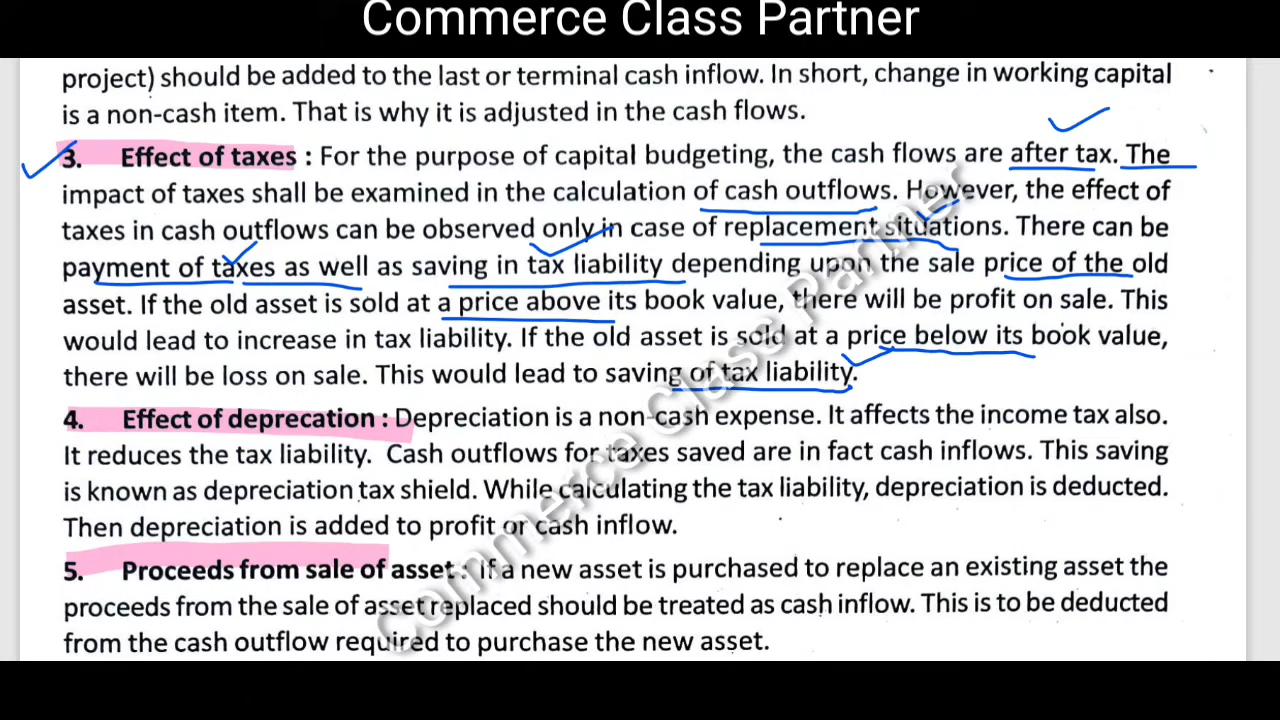 Commerce Class Partner
project) should be added to the last or terminal cash inflow. In short, change in working capital
is a non-cash item. That is why it is adjusted in the cash flows.
3. Effect of taxes : For the purpose of capital budgeting, the cash flows are after tax. The
impact of taxes shall be examined in the calculation of cash outflows. However, the effect of
taxes in cash outflows can be observed only in case of replacement situations. There can be
payment of taxes as well as saving in tax liability depending upon the sale price of the old
asset. If the old asset is sold at a price above its book value, there will be profit on sale. This
would lead to increase in tax liability. If the old asset is sold at a price below its book value,
there will be loss on sale. This would lead to saving of tax liability.
4. Effect of deprecation : Depreciation is a non-cash expense. It affects the income tax also.
It reduces the tax liability. Cash outflows for taxes saved are in fact cash inflows. This saving
is known as depreciation tax shield. While calculating the tax liability, depreciation is deducted.
Then depreciation is added to profit or cash inflow.
5. Proceeds from sale of asset : If a new asset is purchased to replace an existing asset the
proceeds from the sale of asset replaced should be treated as cash inflow. This is to be deducted
from the cash outflow required to purchase the new asset.
Commerce Class Partner